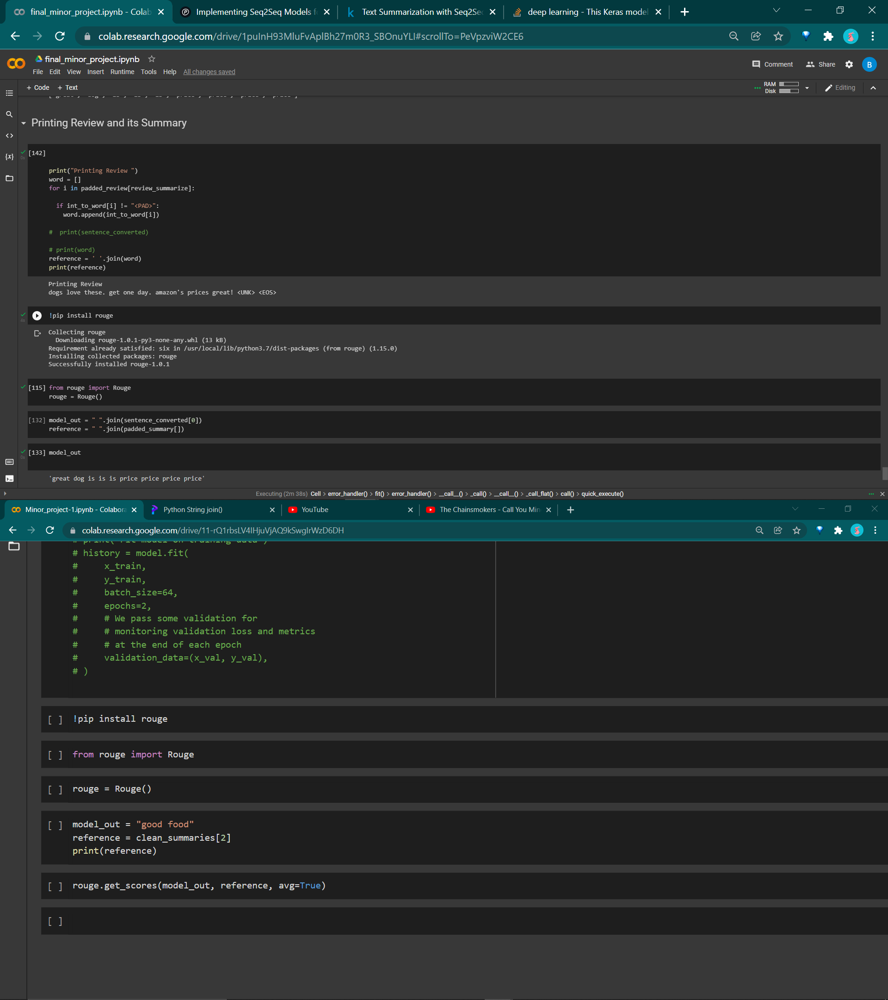 final_minor_project.ipynb - Colab
Implementing Seq2Seq Models f
Text Summarization with Seq2Se
deep learning - This Keras model
colab.research.google.com/drive/1puInH93MluFvAplBh27m0R3_SBOnuYLI#scrollTo=PeVpzviW2CE6
final_minor_project.ipynb
File Edit View Insert Runtime Tools Help All changes saved
Comment Share B
+ Code + Text
RAM
Disk
Editing
Printing Review and its Summary
[142]
0s
print("Printing Review ")
word = []
for i in padded_review[review_summarize]:
if int_to_word[i] != "<PAD>":
word.append(int_to_word[i])
# print(sentence_converted)
# print(word)
reference = ' '.join(word)
print(reference)
Printing Review
dogs love these. get one day. amazon's prices great! <UNK> <EOS>
!pip install rouge
4s
Collecting rouge
Downloading rouge-1.0.1-py3-none-any.whl (13 kB)
Requirement already satisfied: six in /usr/local/lib/python3.7/dist-packages (from rouge) (1.15.0)
Installing collected packages: rouge
Successfully installed rouge-1.0.1
[115] from rouge import Rouge
rouge = Rouge()
[132] model_out = " ".join(sentence_converted[0])
reference = " ".join(padded_summary[])
[133] model_out
0s
'great dog is is is price price price price'
Executing (2m 38s) Cell > error_handler() > fit() > error_handler() > __call__() > _call() > __call__() > _call_flat() > call() > quick_execute()
Minor_project-1.ipynb - Colabora
Python String join()
YouTube
The Chainsmokers - Call You Min
colab.research.google.com/drive/11-rQ1rbsLV4IHjuVjAQ9kSwgIrWzD6DH
# print("Fit model on training data")
# history = model.fit(
# x_train,
# y_train,
# batch_size=64,
# epochs=2,
# # We pass some validation for
# # monitoring validation loss and metrics
# # at the end of each epoch
# validation_data=(x_val, y_val),
# )
[ ] !pip install rouge
[ ] from rouge import Rouge
[ ] rouge = Rouge()
[ ] model_out = "good food"
reference = clean_summaries[2]
print(reference)
[ ] rouge.get_scores(model_out, reference, avg=True)
[ ]